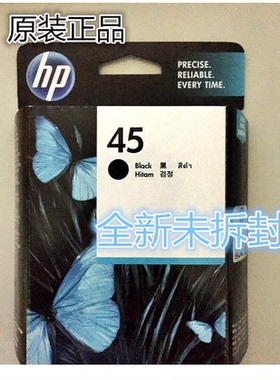 原装正品
hp
PRECISE.
RELIABLE.
EVERY TIME.
45
Black 黑 สีดำ
Hitam 검정
全新未拆封